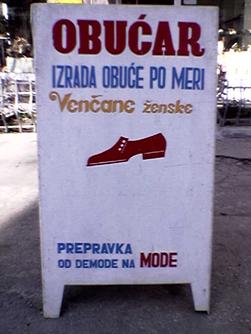 OBUĆAR
IZRADA OBUĆE PO MERI
Venčane ženske
PREPRAVKA
OD DEMODE NA MODE